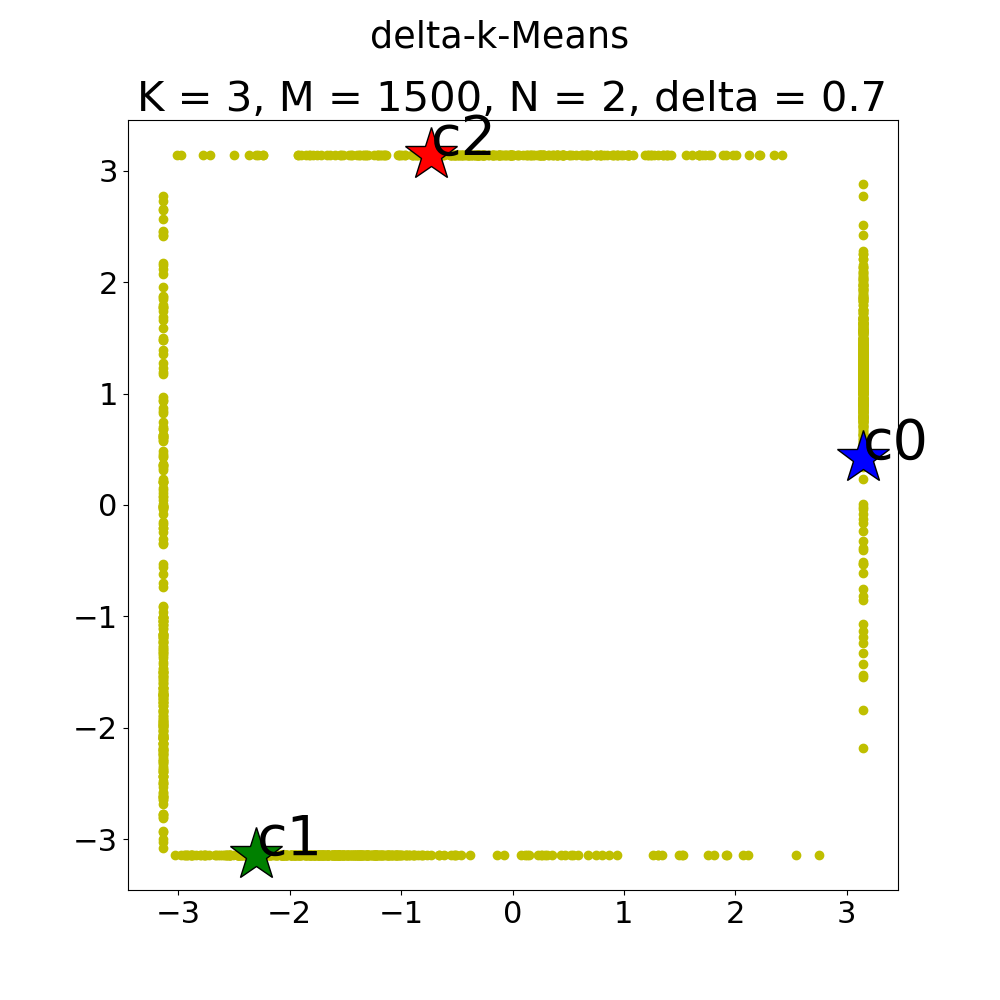 delta-k-Means
K = 3, M = 1500, N = 2, delta = 0.7
c2
3
2
1
c0
0
−1
−2
c1
−3
−3 −2 −1 0 1 2 3